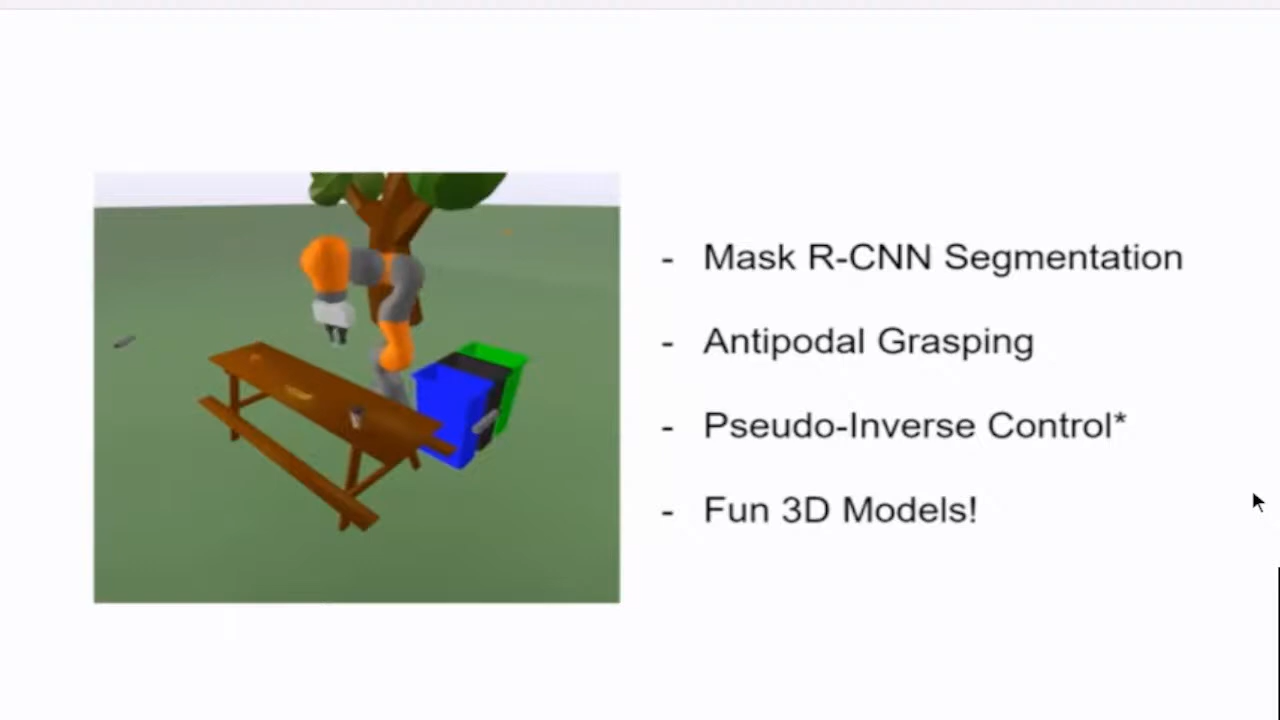 - Mask R-CNN Segmentation
- Antipodal Grasping
- Pseudo-Inverse Control*
- Fun 3D Models!